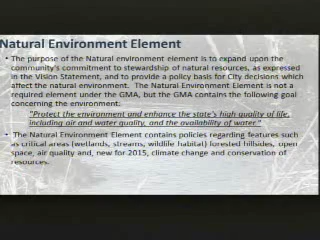 Natural Environment Element
• The purpose of the Natural environment element is to expand upon the
community's commitment to stewardship of natural resources, as expressed
in the Vision Statement, and to provide a policy basis for City decisions which
affect the natural environment. The Natural Environment Element is not a
required element under the GMA, but the GMA contains the following goal
concerning the environment:
"Protect the environment and enhance the state's high quality of life,
including air and water quality, and the availability of water."
• The Natural Environment Element contains policies regarding features such
as critical areas (wetlands, streams, wildlife habitat) forested hillsides, open
space, air quality and, new for 2015, climate change and conservation of
resources.